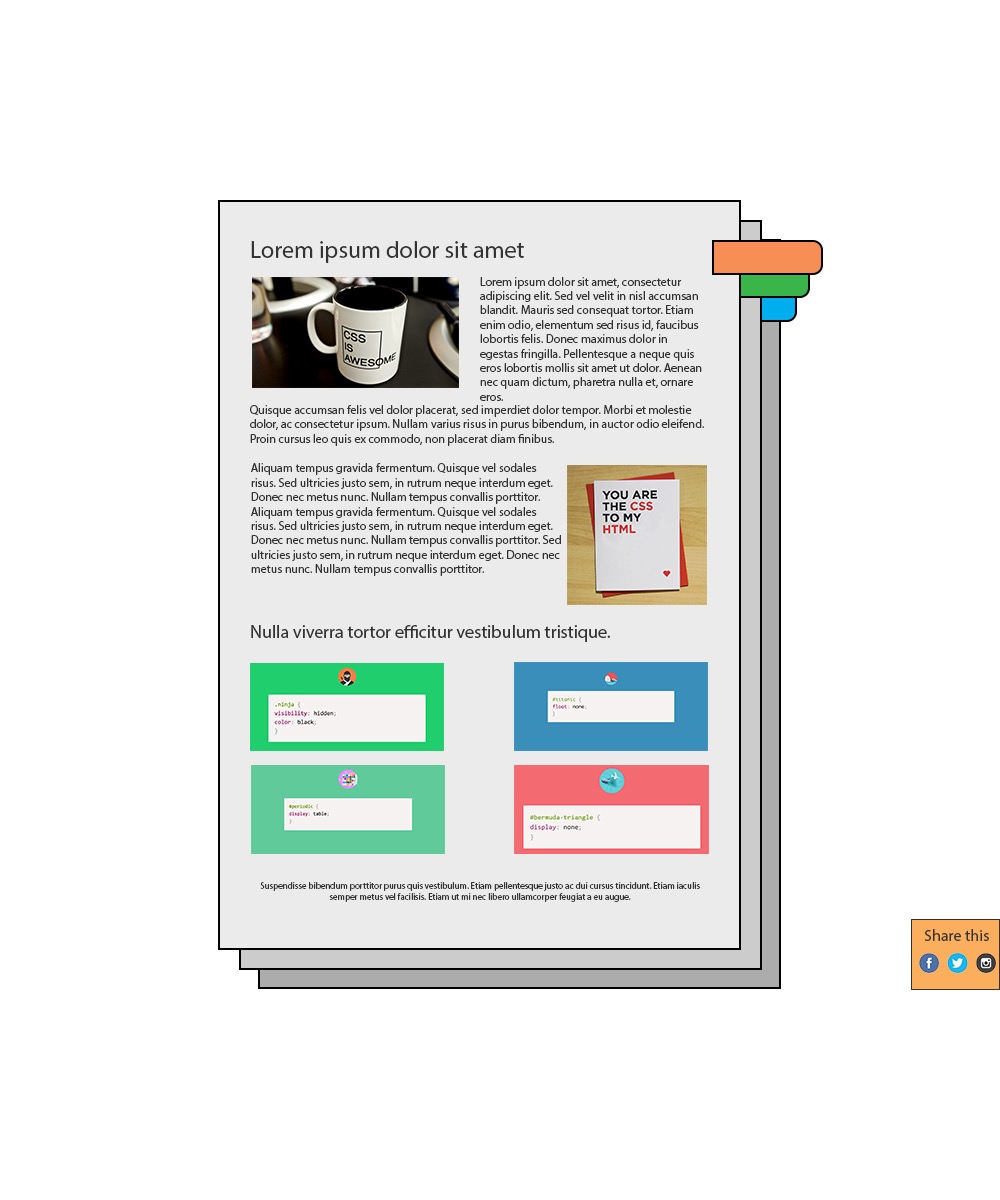 Lorem ipsum dolor sit amet
CSS
IS
AWESOME
Lorem ipsum dolor sit amet, consectetur
adipiscing elit. Sed vel velit in nisl accumsan
blandit. Mauris sed consequat tortor. Etiam
enim odio, elementum sed risus id, faucibus
lobortis felis. Donec maximus dolor in
egestas fringilla. Pellentesque a neque quis
eros lobortis mollis sit amet ut dolor. Aenean
nec quam dictum, pharetra nulla et, ornare
eros.
Quisque accumsan felis vel dolor placerat, sed imperdiet dolor tempor. Morbi et molestie
dolor, ac consectetur ipsum. Nullam varius risus in purus bibendum, in auctor odio eleifend.
Proin cursus leo quis ex commodo, non placerat diam finibus.
Aliquam tempus gravida fermentum. Quisque vel sodales
risus. Sed ultricies justo sem, in rutrum neque interdum eget.
Donec nec metus nunc. Nullam tempus convallis porttitor.
Aliquam tempus gravida fermentum. Quisque vel sodales
risus. Sed ultricies justo sem, in rutrum neque interdum eget.
Donec nec metus nunc. Nullam tempus convallis porttitor. Sed
ultricies justo sem, in rutrum neque interdum eget. Donec nec
metus nunc. Nullam tempus convallis porttitor.
YOU ARE
THE CSS
TO MY
HTML
Nulla viverra tortor efficitur vestibulum tristique.
.ninja {
visibility: hidden;
color: black;
}
#titanic {
float: none;
}
#periodic {
display: table;
}
#bermuda-triangle {
display: none;
}
Suspendisse bibendum porttitor purus quis vestibulum. Etiam pellentesque justo ac dui cursus tincidunt. Etiam iaculis
semper metus vel facilisis. Etiam ut mi nec libero ullamcorper feugiat a eu augue.
Share this